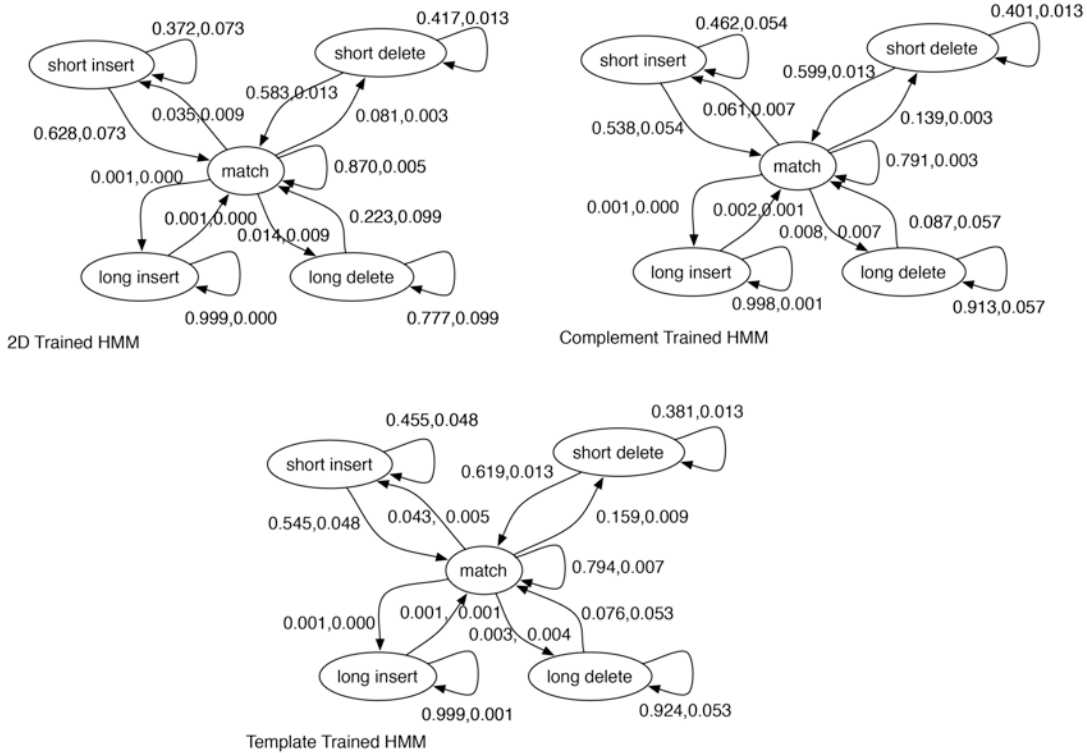 0.372,0.073
short insert
0.417,0.013
short delete
0.583,0.013
0.035,0.009
0.081,0.003
0.628,0.073
match
0.870,0.005
0.001,0.000
0.001,0.000
0.223,0.099
0.014,0.009
long insert
long delete
0.999,0.000
0.777,0.099
2D Trained HMM
0.462,0.054
short insert
0.401,0.013
short delete
0.599,0.013
0.061,0.007
0.139,0.003
0.538,0.054
match
0.791,0.003
0.001,0.000
0.002,0.001
0.087,0.057
0.008, 0.007
long insert
long delete
0.998,0.001
0.913,0.057
Complement Trained HMM
0.455,0.048
short insert
0.381,0.013
short delete
0.619,0.013
0.043, 0.005
0.159,0.009
0.545,0.048
match
0.794,0.007
0.001,0.000
0.001, 0.001
0.076,0.053
0.003, 0.004
long insert
long delete
0.999,0.001
0.924,0.053
Template Trained HMM